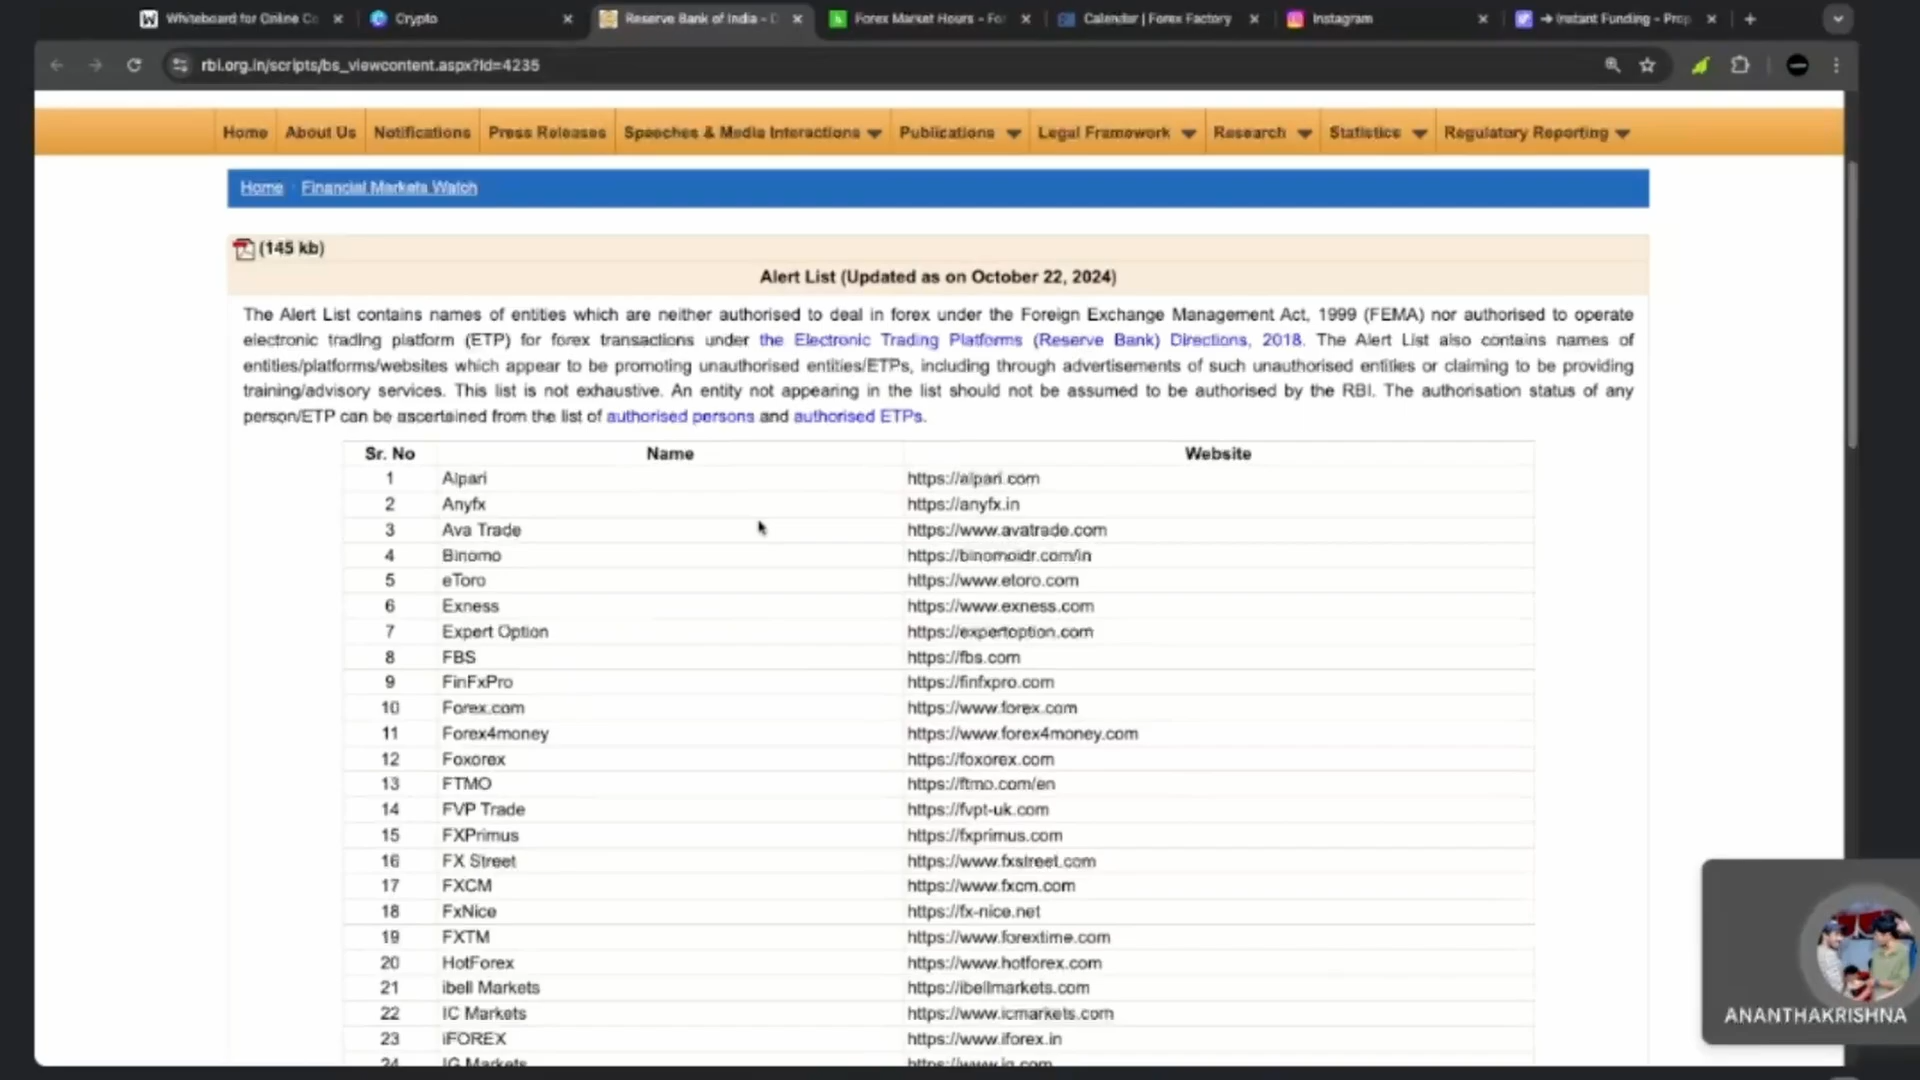 Whiteboard for Online Co
Crypto
Reserve Bank of India - D
Forex Market Hours - For
Calendar | Forex Factory
Instagram
→ Instant Funding - Prop
rbi.org.in/scripts/bs_viewcontent.aspx?Id=4235
Home About Us Notifications Press Releases Speeches & Media Interactions Publications Legal Framework Research Statistics Regulatory Reporting
Home Financial Markets Watch
(145 kb)
Alert List (Updated as on October 22, 2024)
The Alert List contains names of entities which are neither authorised to deal in forex under the Foreign Exchange Management Act, 1999 (FEMA) nor authorised to operate
electronic trading platform (ETP) for forex transactions under the Electronic Trading Platforms (Reserve Bank) Directions, 2018. The Alert List also contains names of
entities/platforms/websites which appear to be promoting unauthorised entities/ETPs, including through advertisements of such unauthorised entities or claiming to be providing
training/advisory services. This list is not exhaustive. An entity not appearing in the list should not be assumed to be authorised by the RBI. The authorisation status of any
person/ETP can be ascertained from the list of authorised persons and authorised ETPs.
Sr. No Name Website
1 Alpari https://alpari.com
2 Anyfx https://anyfx.in
3 Ava Trade https://www.avatrade.com
4 Binomo https://binomoidr.com/in
5 eToro https://www.etoro.com
6 Exness https://www.exness.com
7 Expert Option https://expertoption.com
8 FBS https://fbs.com
9 FinFxPro https://finfxpro.com
10 Forex.com https://www.forex.com
11 Forex4money https://www.forex4money.com
12 Foxorex https://foxorex.com
13 FTMO https://ftmo.com/en
14 FVP Trade https://fvpt-uk.com
15 FXPrimus https://fxprimus.com
16 FX Street https://www.fxstreet.com
17 FXCM https://www.fxcm.com
18 FxNice https://fx-nice.net
19 FXTM https://www.forextime.com
20 HotForex https://www.hotforex.com
21 ibell Markets https://ibellmarkets.com
22 IC Markets https://www.icmarkets.com
23 iFOREX https://www.iforex.in
24 IG Markets https://www.ig.com
ANANTHAKRISHNA